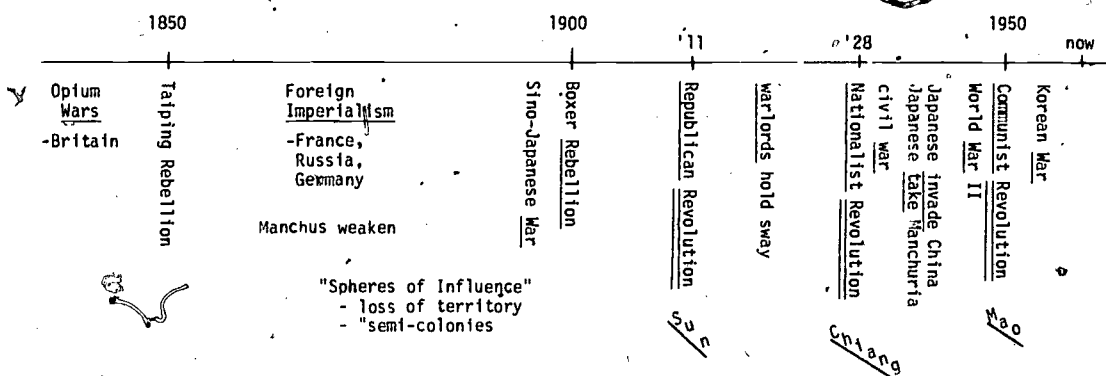 1850
1900
'11
'28
1950
now
Opium
Wars
-Britain
Taiping Rebellion
Foreign
Imperialism
-France,
Russia,
Germany
Manchus weaken
"Spheres of Influence"
- loss of territory
- "semi-colonies
Sino-Japanese War
Boxer Rebellion
Republican Revolution
Sun
warlords hold sway
Nationalist Revolution
Chiang
civil war
Japanese take Manchuria
Japanese invade China
World War II
Communist Revolution
Mao
Korean War